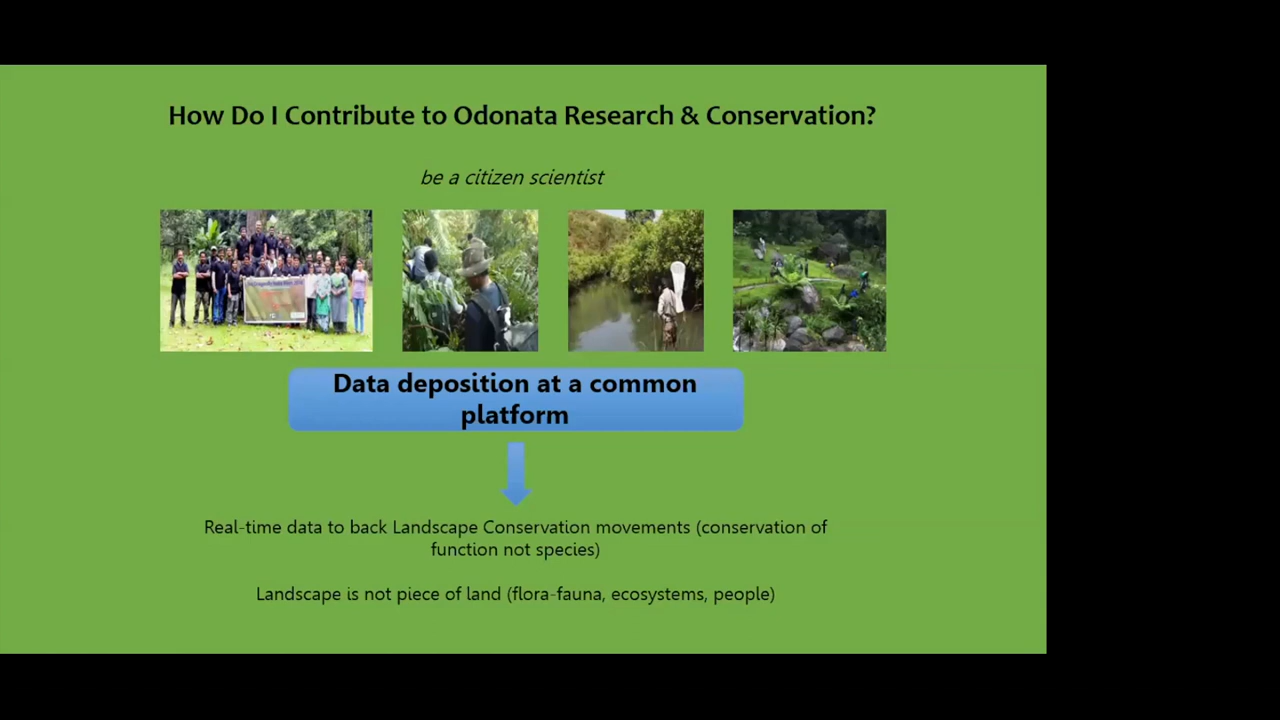 How Do I Contribute to Odonata Research & Conservation?
be a citizen scientist
Data deposition at a common
platform
Real-time data to back Landscape Conservation movements (conservation of
function not species)
Landscape is not piece of land (flora-fauna, ecosystems, people)